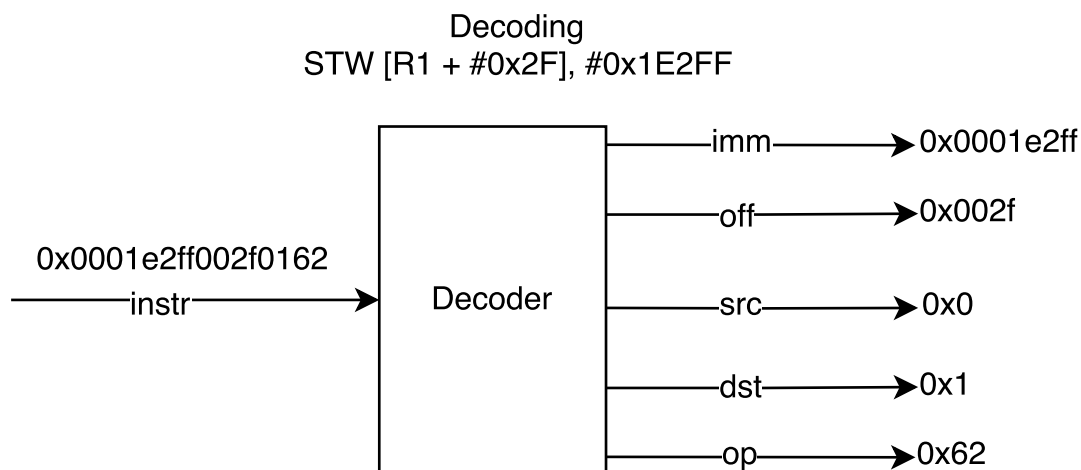 Decoding
STW [R1 + #0x2F], #0x1E2FF
imm
0x0001e2ff
off
0x002f
0x0001e2ff002f0162
instr
Decoder
src
0x0
dst
0x1
op
0x62